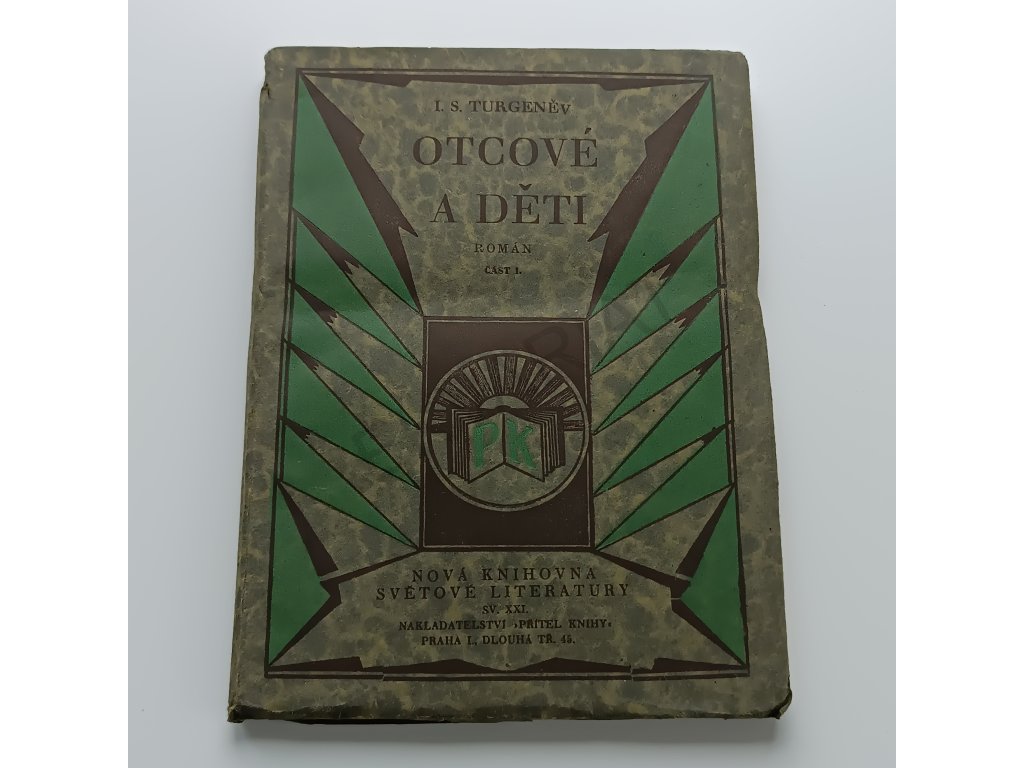 I. S. TURGENĚV
OTCOVÉ
A DĚTI
ROMÁN
ČÁST 1.
PK
NOVÁ KNIHOVNA
SVĚTOVÉ LITERATURY
SV. XXI.
NAKLADATELSTVÍ ›PŘÍTEL KNIHY‹
PRAHA I., DLOUHÁ TŘ. 45.